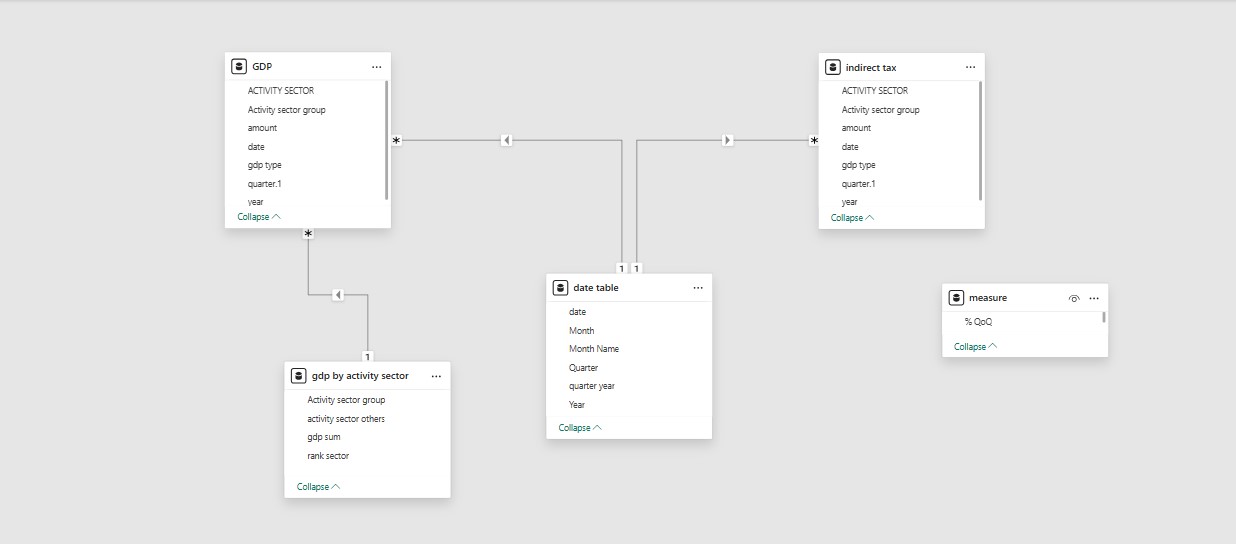 GDP
ACTIVITY SECTOR
Activity sector group
amount
date
gdp type
quarter.1
year
Collapse
indirect tax
ACTIVITY SECTOR
Activity sector group
amount
date
gdp type
quarter.1
year
Collapse
*
*
*
1 1
date table
date
Month
Month Name
Quarter
quarter year
Year
Collapse
measure
% QoQ
Collapse
1
gdp by activity sector
Activity sector group
activity sector others
gdp sum
rank sector
Collapse